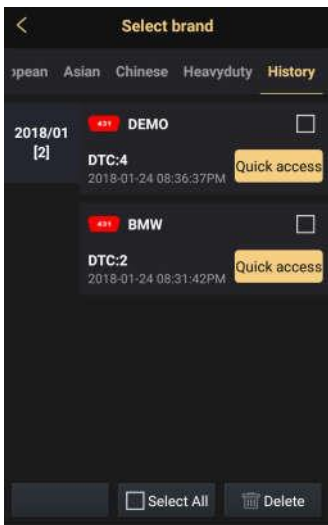 Select brand
opean Asian Chinese Heavyduty History
2018/01
[2]
431 DEMO
DTC:4
2018-01-24 08:36:37PM
Quick access
431 BMW
DTC:2
2018-01-24 08:31:42PM
Quick access
Select All
Delete